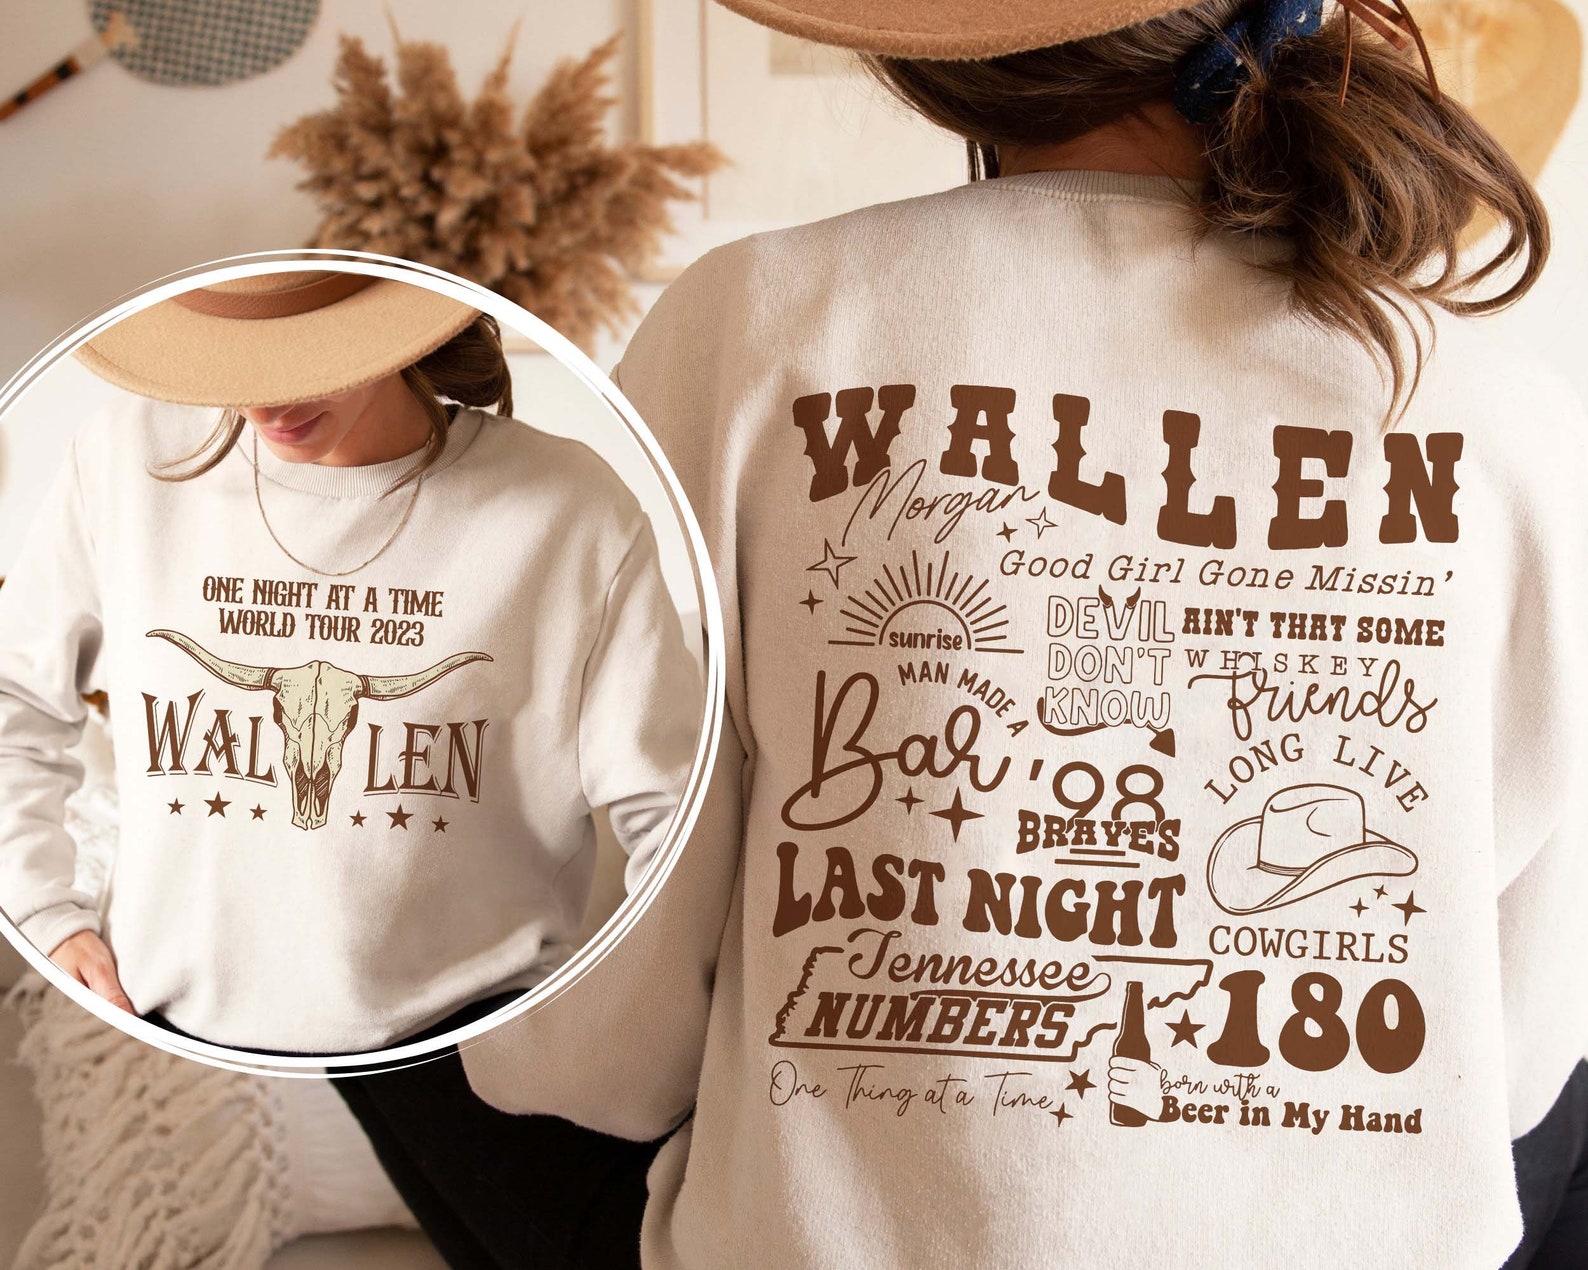 ONE NIGHT AT A TIME
WORLD TOUR 2023
WALLEN
WALLEN
Morgan
Good Girl Gone Missin'
sunrise
DEVIL
DON'T
KNOW
AIN'T THAT SOME
WHISKEY
friends
MAN MADE A
Bar
'98
BRAVES
LONG LIVE
COWGIRLS
LAST NIGHT
Tennessee
NUMBERS
180
One Thing at a Time
born with a
Beer in My Hand